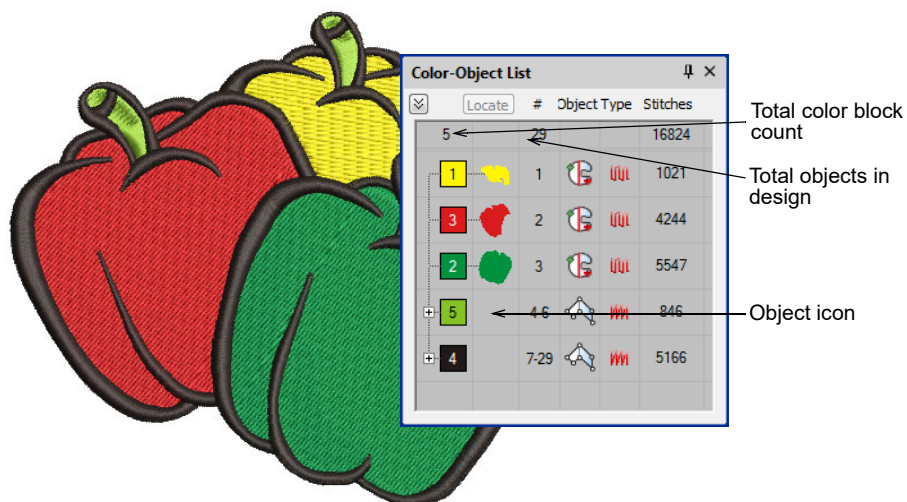 Color-Object List
Locate # Object Type Stitches
5 29 16824
1 1 1021
3 2 4244
2 3 5547
5 4-6 846
4 7-29 5166
Total color block
count
Total objects in
design
Object icon